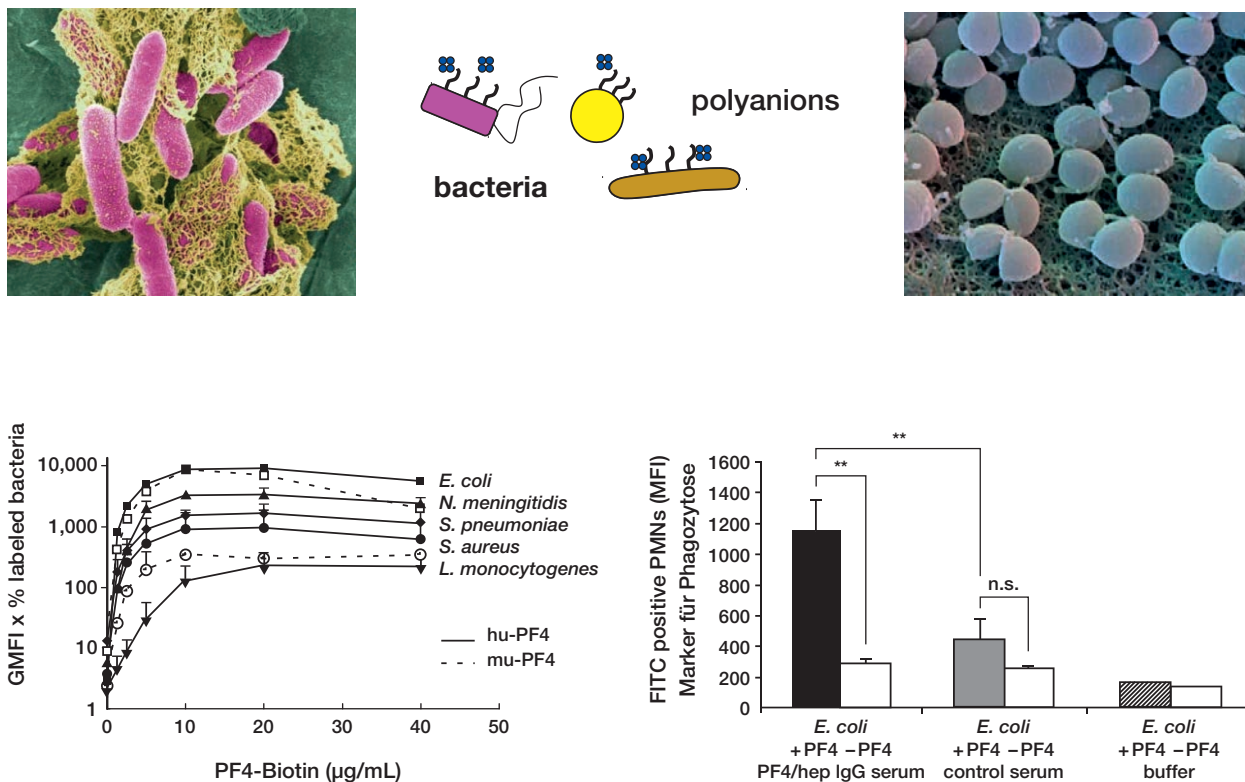 polyanions
bacteria
GMFI x % labeled bacteria
10,000
1,000
100
10
1
0
10
20
30
40
50
PF4-Biotin (µg/mL)
E. coli
N. meningitidis
S. pneumoniae
S. aureus
L. monocytogenes
hu-PF4
mu-PF4
FITC positive PMNs (MFI)
Marker für Phagozytose
1600
1400
1200
1000
800
600
400
200
0
**
**
n.s.
E. coli
+PF4 –PF4
PF4/hep IgG serum
E. coli
+PF4 –PF4
control serum
E. coli
+PF4 –PF4
buffer